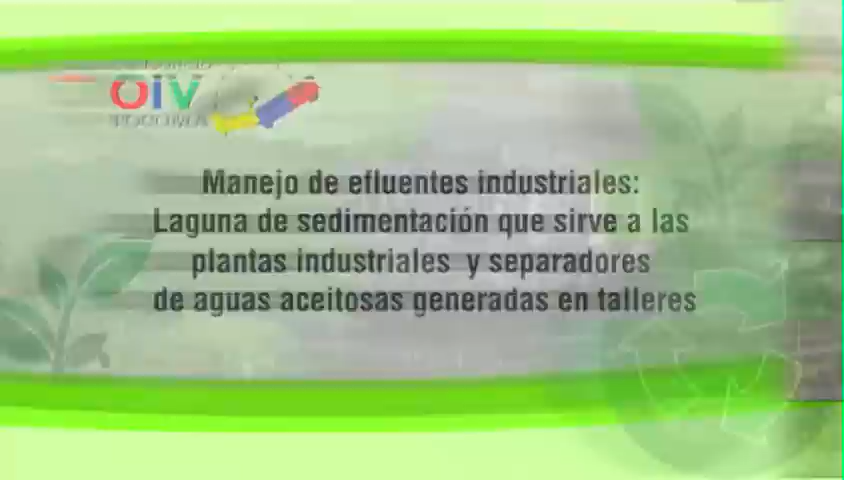 OIV
Manejo de efluentes industriales:
Laguna de sedimentación que sirve a las
plantas industriales y separadores
de aguas aceitosas generadas en talleres